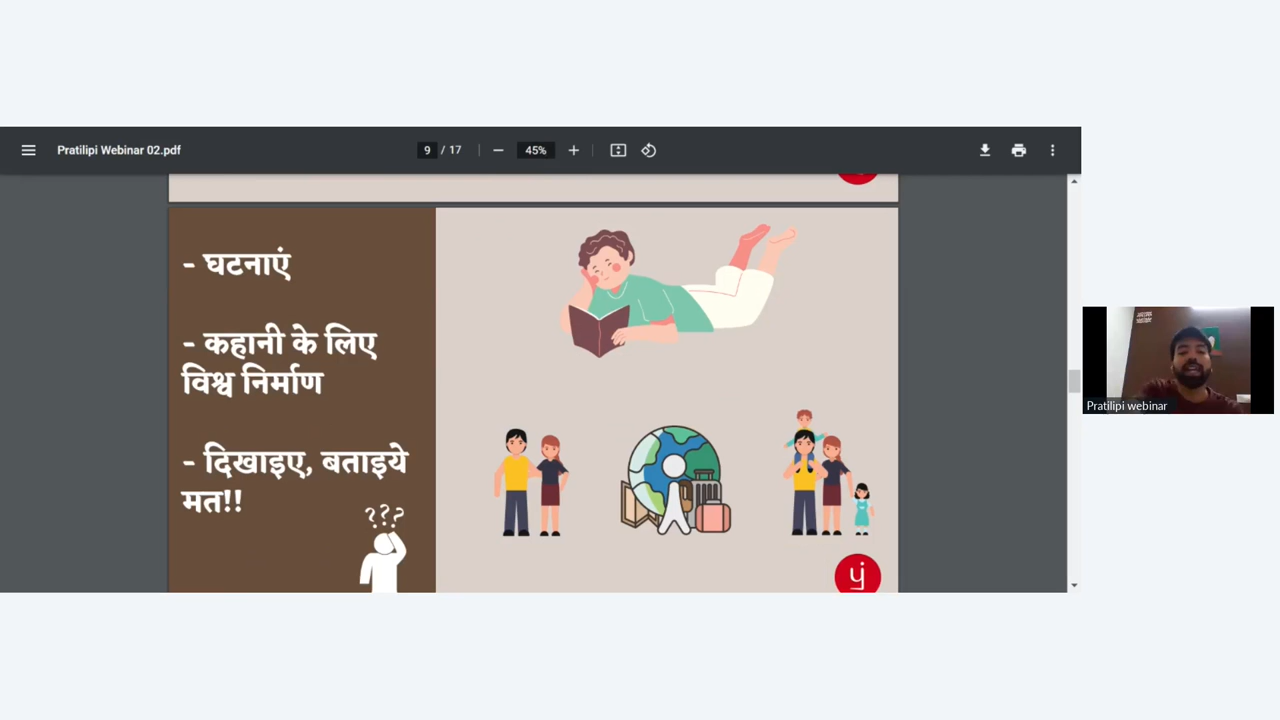 Pratilipi Webinar 02.pdf
9 / 17
45%
- घटनाएं
- कहानी के लिए
विश्व निर्माण
- दिखाइए, बताइये
मत!!
???
Pratilipi webinar